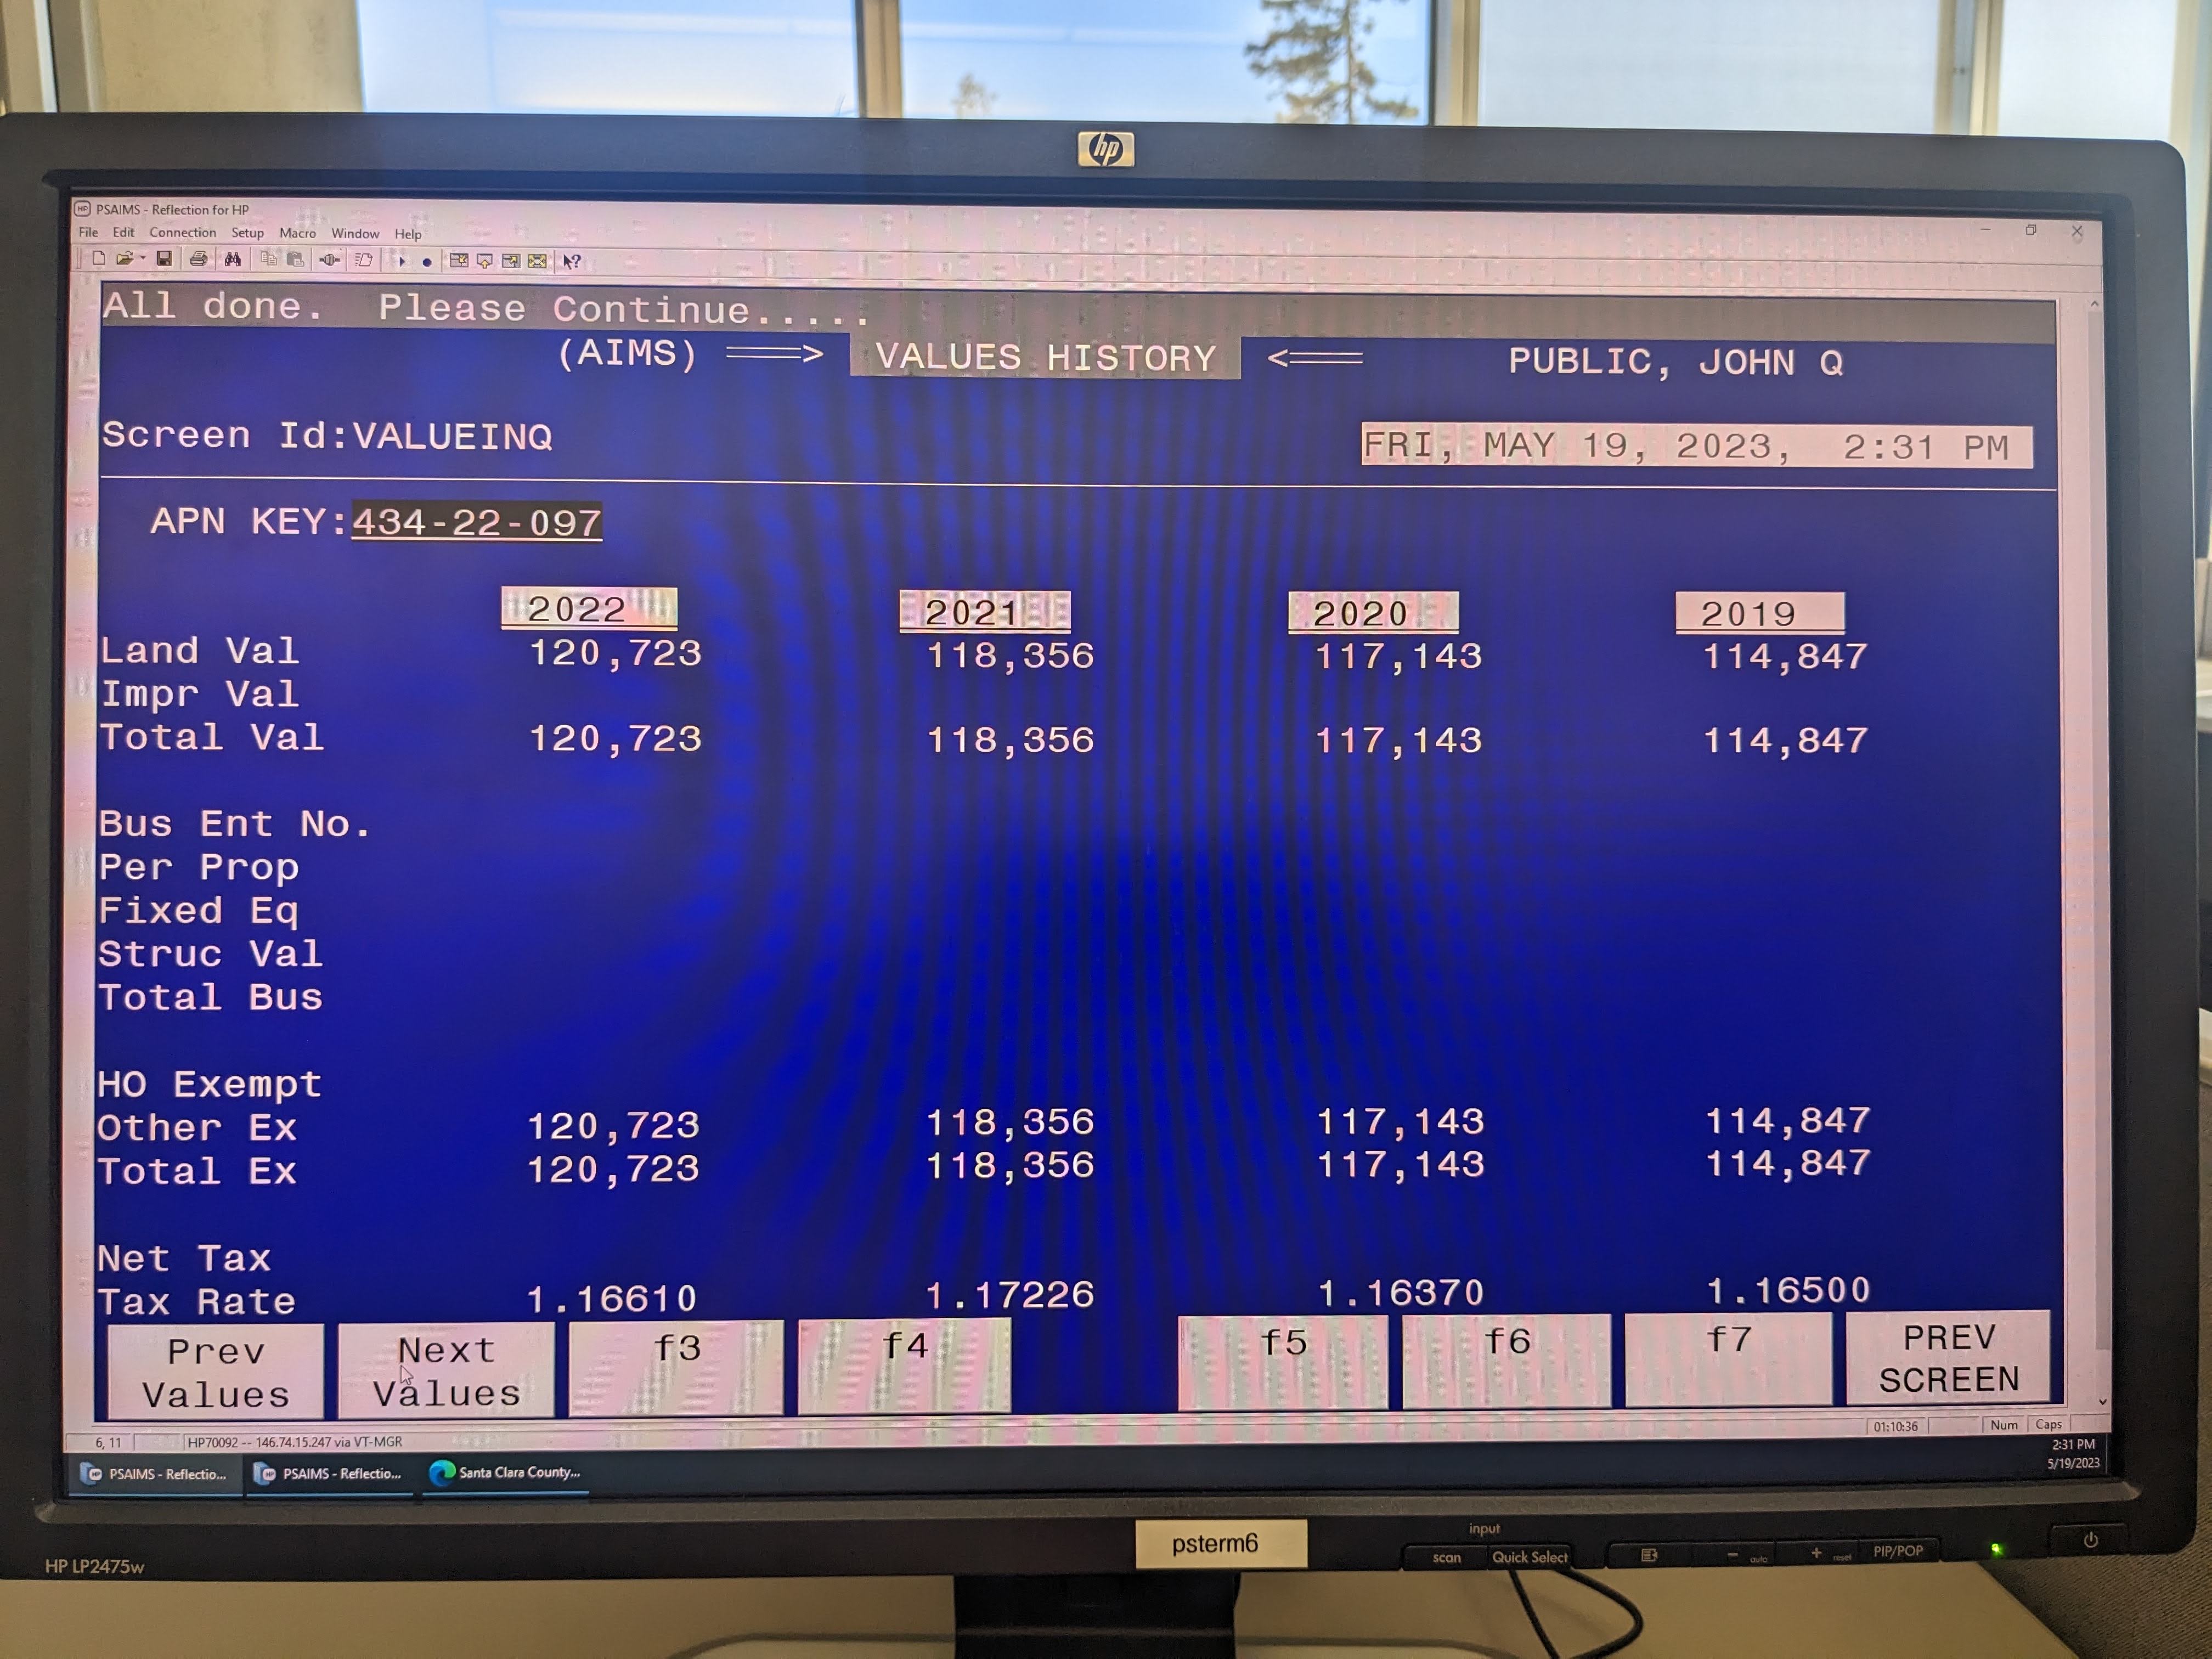 hp
PSAIMS - Reflection for HP
File Edit Connection Setup Macro Window Help
All done. Please Continue.....
(AIMS) ===> VALUES HISTORY <=== PUBLIC, JOHN Q
Screen Id:VALUEINQ FRI, MAY 19, 2023, 2:31 PM
APN KEY:434-22-097
2022 2021 2020 2019
Land Val 120,723 118,356 117,143 114,847
Impr Val
Total Val 120,723 118,356 117,143 114,847
Bus Ent No.
Per Prop
Fixed Eq
Struc Val
Total Bus
HO Exempt
Other Ex 120,723 118,356 117,143 114,847
Total Ex 120,723 118,356 117,143 114,847
Net Tax
Tax Rate 1.16610 1.17226 1.16370 1.16500
Prev Next f3 f4 f5 f6 f7 PREV
Values Values SCREEN
01:10:36 Num Caps
6, 11 HP70092 -- 146.74.15.247 via VT-MGR
PSAIMS - Reflectio... PSAIMS - Reflectio... Santa Clara County... 2:31 PM
5/19/2023
psterm6
input
HP LP2475w scan Quick Select - auto + reset PIP/POP